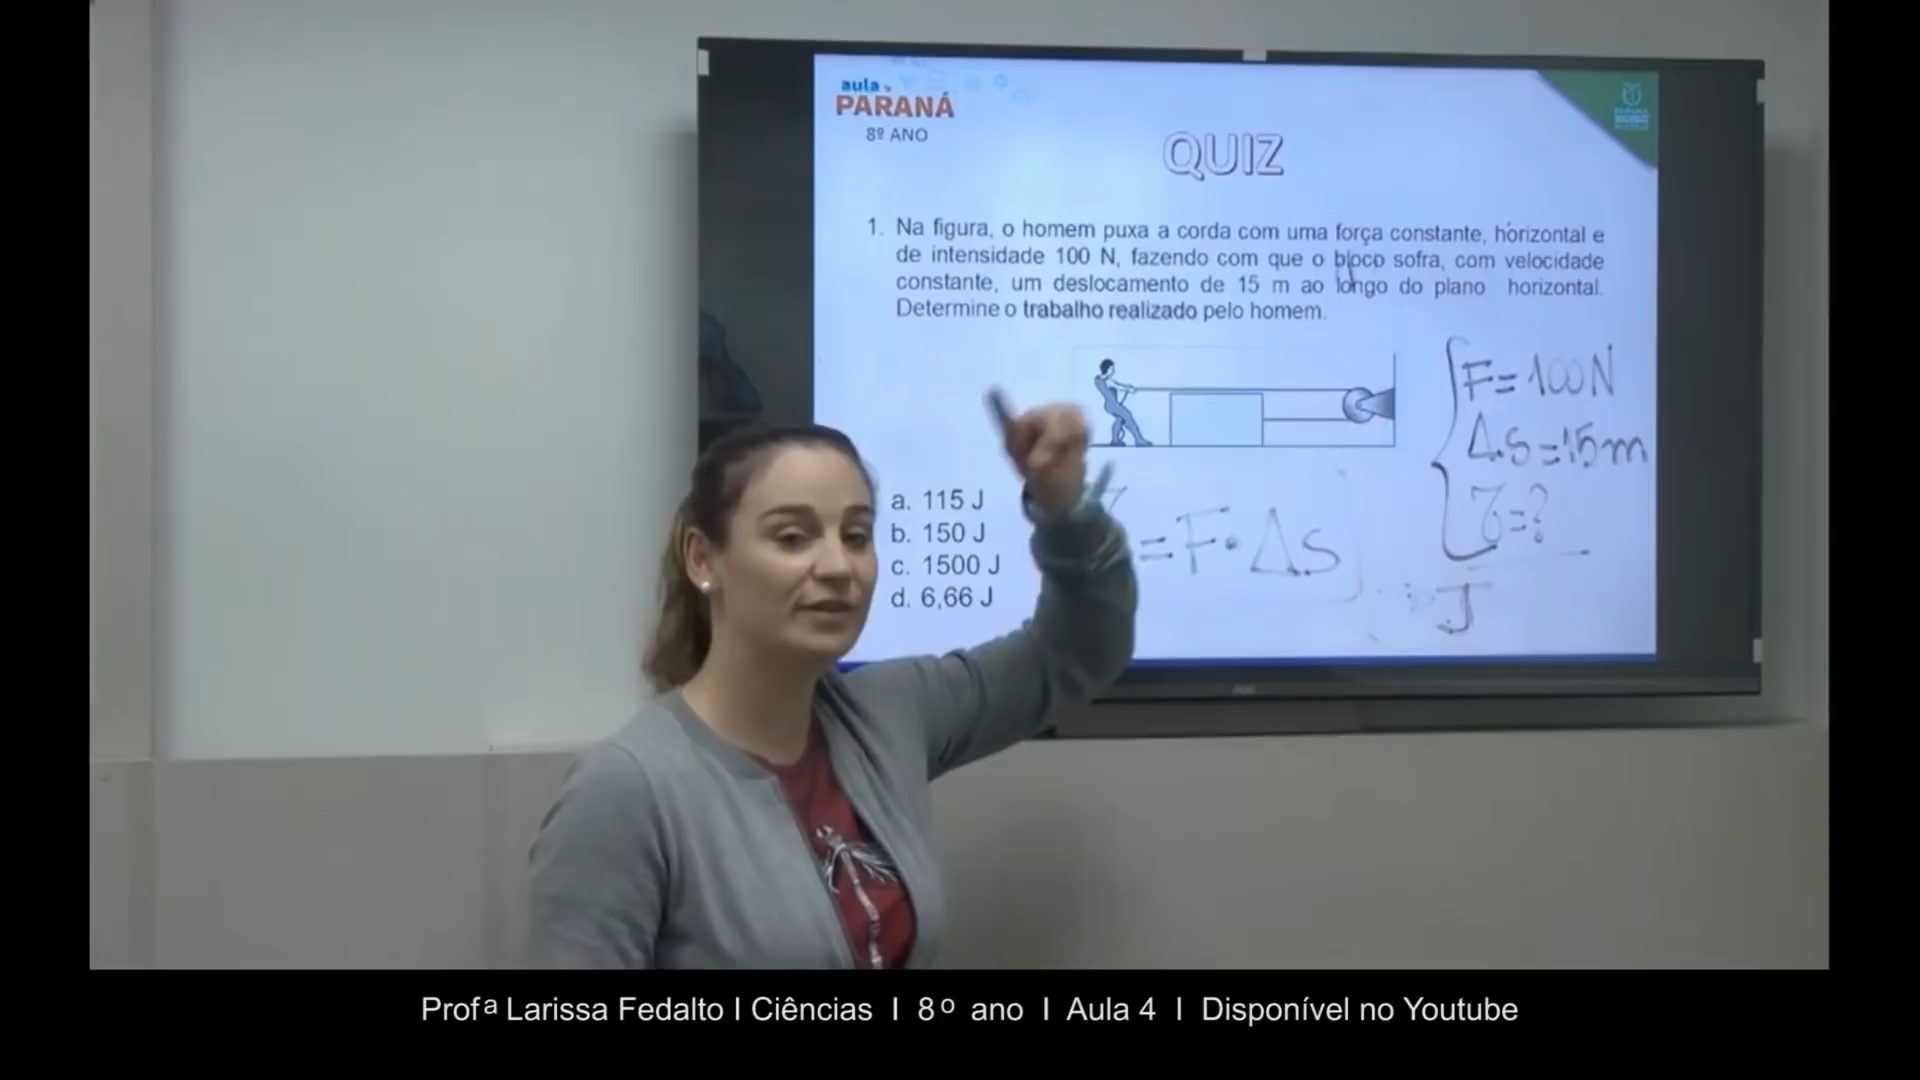 aula
PARANÁ
8º ANO
QUIZ
1. Na figura, o homem puxa a corda com uma força constante, horizontal e
de intensidade 100 N, fazendo com que o bloco sofra, com velocidade
constante, um deslocamento de 15 m ao longo do plano horizontal.
Determine o trabalho realizado pelo homem.
F = 100N
Δs = 15m
τ = ?
J
= F · Δs
a. 115 J
b. 150 J
c. 1500 J
d. 6,66 J
Profª Larissa Fedalto I Ciências I 8º ano I Aula 4 I Disponível no Youtube